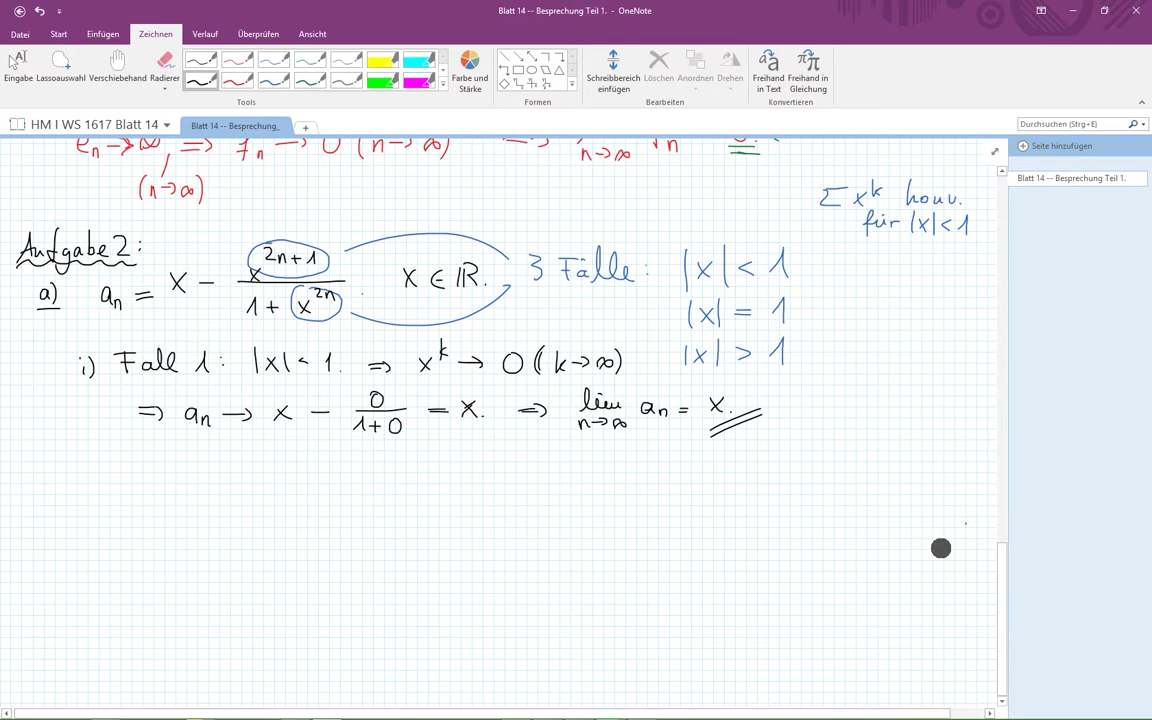 Blatt 14 -- Besprechung Teil 1. - OneNote
Datei Start Einfügen Zeichnen Verlauf Überprüfen Ansicht
Eingabe Lassoauswahl Verschiebehand Radierer
Farbe und Stärke
Schreibbereich einfügen Löschen Anordnen Drehen
Freihand in Text Freihand in Gleichung
Tools Formen Bearbeiten Konvertieren
HM I WS 1617 Blatt 14
Blatt 14 -- Besprechung_
Durchsuchen (Strg+E)
Seite hinzufügen
Blatt 14 -- Besprechung Teil 1.
(n→∞)
n→∞
(n→∞)
Σ x^k konv.
für |x| < 1
Aufgabe 2:
a) a_n = x - x^{2n+1} / (1 + x^{2n}) x ∈ ℝ.
3 Fälle: |x| < 1
|x| = 1
|x| > 1
i) Fall 1: |x| < 1. ⇒ x^k → 0 (k→∞)
⇒ a_n → x - 0/(1+0) = x. ⇒ lim_{n→∞} a_n = x.